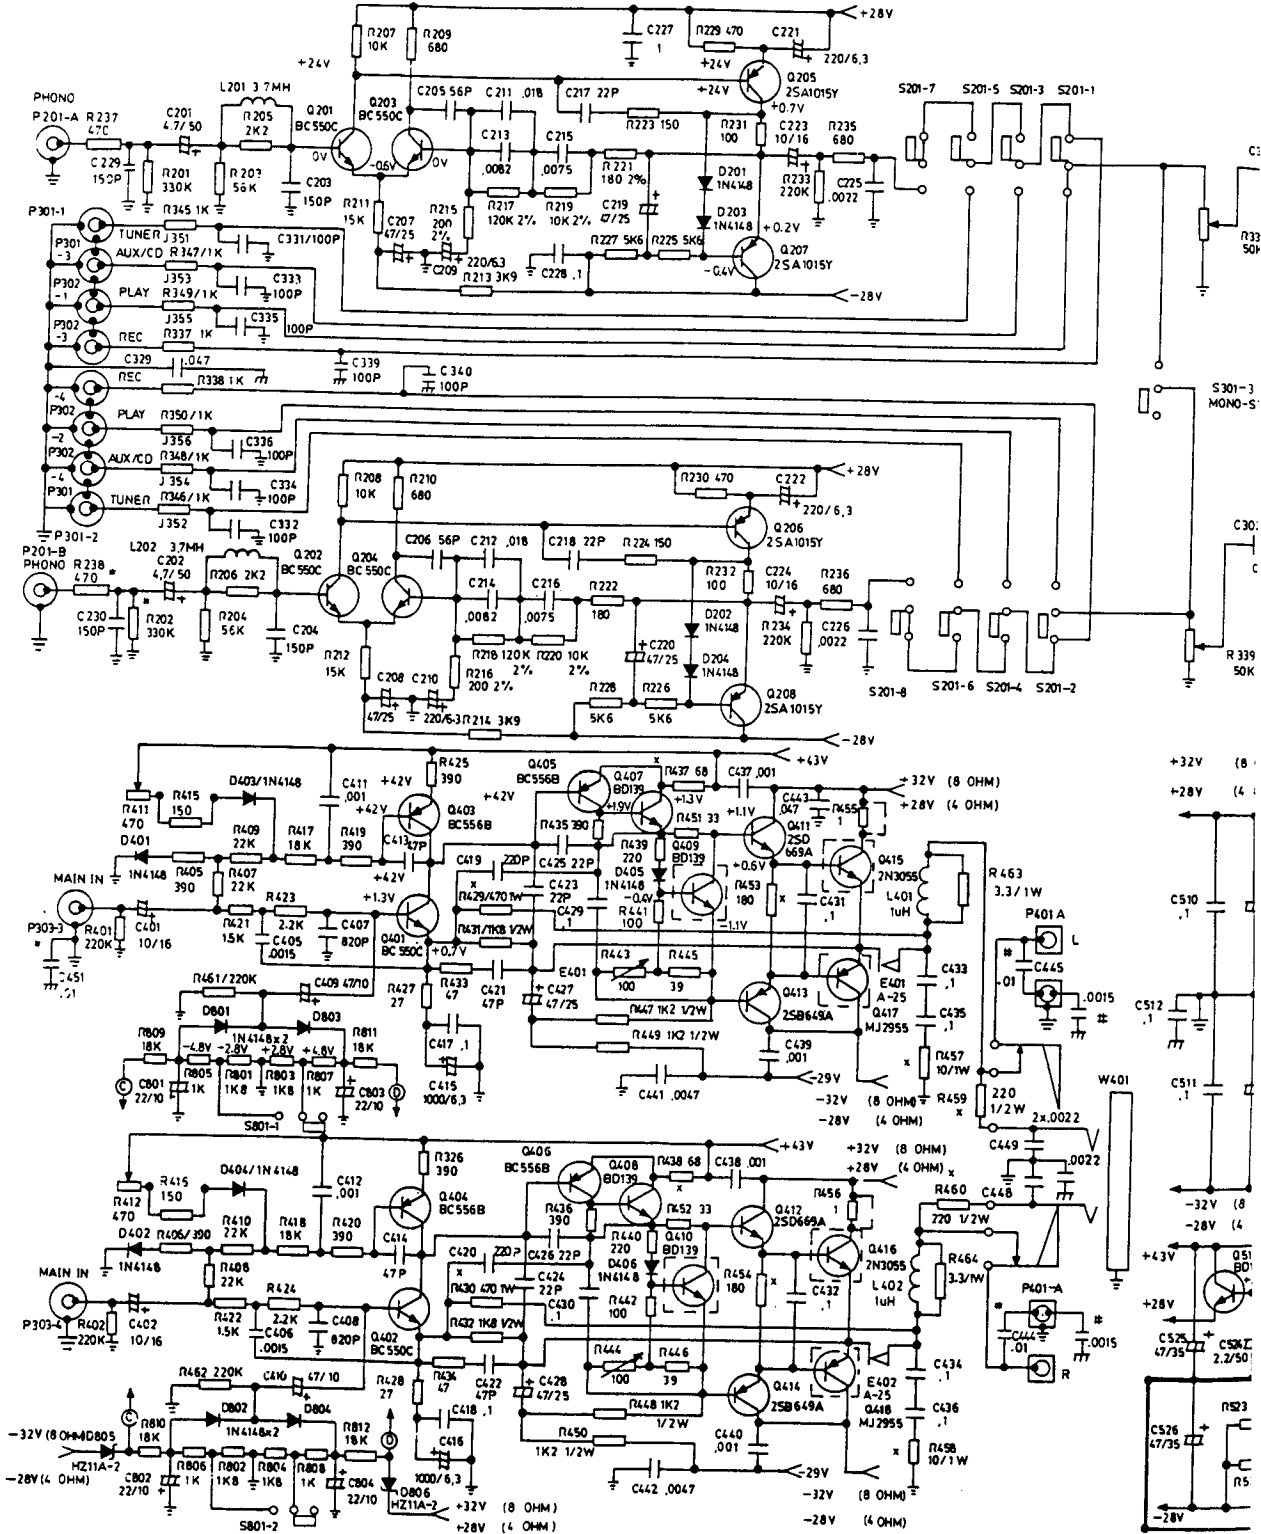 R207 10K
R209 680
C227 1
R229 470
C221
+28V
220/6,3
+24V
+24V
Q205
2SA1015Y
+0.7V
PHONO
P201-A
R237
470
C201
4.7/50
L201 3.7MH
R205
2K2
Q201
BC550C
Q203
BC550C
C205 56P
C211 .018
C217 22P
R223 150
R231
100
C223
10/16
R235
680
S201-7
S201-5
S201-3
S201-1
0V
-0.6V
0V
C213
.0082
C215
.0075
R221
180 2%
D201
1N4148
R233
220K
C225
.0022
C229
150P
R201
330K
R203
56K
C203
150P
R211
15K
C207
47/25
R215
200
2%
R217
120K 2%
R219
10K 2%
C219
47/25
D203
1N4148
+0.2V
Q207
2SA1015Y
-0.4V
C209
220/6.3
R213 3K9
C228 .1
R227 5K6
R225 5K6
-28V
R33
50K
P301-1
TUNER
R345 1K
J351
C331/100P
P301
-3
AUX/CD
R347/1K
J353
C333
100P
P302
-1
PLAY
R349/1K
J355
C335
100P
P302
-3
REC
R337 1K
C329
.047
C339
100P
C340
100P
REC
R338 1K
-4
P302
PLAY
R350/1K
J356
C336
100P
-2
P302
AUX/CD
R348/1K
J354
C334
100P
-4
P301
TUNER
R346/1K
J352
C332
100P
P301-2
S301-3
MONO-S
P201-B
PHONO
R238
470
*
L202 3,7MH
C202
4,7/50
R206 2K2
Q202
BC550C
Q204
BC550C
R208
10K
R210
680
C206 56P
C212 .018
C218 22P
R224 150
R230 470
C222
220/6,3
+28V
Q206
2SA1015Y
R232
100
C224
10/16
R236
680
C230
150P
*
R202
330K
R204
56K
C204
150P
R212
15K
C208
47/25
C210
220/6.3
R216
200 2%
C214
.0082
C216
.0075
R222
180
R218 120K
2%
R220 10K
2%
C220
47/25
D202
1N4148
D204
1N4148
R234
220K
C226
.0022
Q208
2SA1015Y
R214 3K9
R228
5K6
R226
5K6
-28V
S201-8
S201-6
S201-4
S201-2
C302
R339
50K
+43V
R411
470
R415
150
D403/1N4148
C411
.001
+42V
+42V
R425
390
Q403
BC556B
+42V
Q405
BC556B
Q407
BD139
+1.9V
x
R437 68
+1.3V
C437 .001
+1.1V
C443
.047
R455
1
+32V (8 OHM)
+28V (4 OHM)
D401
1N4148
R405
390
R409
22K
R407
22K
R417
18K
R419
390
C413
47P
+42V
C419
220P
R435 390
C425 22P
R439
220
R451 33
Q409
BD139
D405
1N4148
-0.4V
Q411
2SD
669A
+0.6V
Q415
2N3055
L401
1uH
R463
3.3/1W
MAIN IN
P303-3
*
R401
220K
C401
10/16
R421
1.5K
R423
2.2K
C405
.0015
C407
820P
+1.3V
Q401
BC550C
+0.7V
x
R429/470 1W
R431/1K8 1/2W
C423
22P
C429
.1
R441
100
-1.1V
R453
180
x
C431
.1
P401 A
L
#
C445
.01
.0015
#
C451
.01
R461/220K
C409 47/10
R427
27
R433
47
C421
47P
C427
47/25
E401
R443
100
R445
39
R447 1K2 1/2W
R449 1K2 1/2W
Q413
2SB649A
E401
A-25
Q417
MJ2955
C433
.1
C435
.1
x
R457
10/1W
R459
x
220
1/2W
D801
D803
1N4148x2
R809
18K
-4.8V
-2.8V
+2.8V
+4.8V
R811
18K
C
R805
1K
R801
1K8
R803
1K8
R807
1K
C801
22/10
C803
22/10
D
C417 .1
C415
1000/6,3
S801-1
C439
.001
C441 .0047
-29V
-32V (8 OHM)
-28V (4 OHM)
2x.0022
C449
.0022
W401
+32V (8
+28V (4
C510
.1
C512
.1
C511
.1
-32V (8
-28V (4
+43V
R412
470
R415
150
D404/1N4148
C412
.001
R326
390
Q404
BC556B
Q406
BC556B
Q408
BD139
R438 68
x
C438 .001
+43V
+32V (8 OHM)
+28V (4 OHM) x
R456
1
D402
1N4148
R406/390
R410
22K
R408
22K
R418
18K
R420
390
C414
47P
C420
x
220P
R436
390
C426 22P
R440
220
R452 33
Q410
BD139
D406
1N4148
Q412
2SD669A
Q416
2N3055
L402
1uH
R460
220 1/2W
C448
R464
3.3/1W
MAIN IN
P303-4
R402
220K
C402
10/16
R422
1.5K
R424
2.2K
C406
.0015
C408
820P
Q402
BC550C
R430 470 1W
R432 1K8 1/2W
C424
22P
C430
.1
R442
100
R454
180
x
C432
.1
P401-A
*
C444
.01
#
.0015
R
R462 220K
C410 47/10
R428
27
R434
47
C422
47P
C428
47/25
R444
100
R446
39
R448 1K2
1/2W
R450
1K2 1/2W
Q414
2SB649A
E402
A-25
Q418
MJ2955
C434
.1
C436
.1
x
R458
10/1W
D802
D804
1N4148x2
C
R810
18K
R812
18K
D
-32V (8 OHM)
D805
HZ11A-2
-28V (4 OHM)
R806
1K
R802
1K8
R804
1K8
R808
1K
C802
22/10
C804
22/10
C418 .1
C416
1000/6,3
D806
HZ11A-2
S801-2
+32V (8 OHM)
+28V (4 OHM)
C440
.001
C442 .0047
-29V
-32V (8 OHM)
-28V (4 OHM)
+43V
+28V
C525
47/35
2.2/50
C526
47/35
R523
-28V